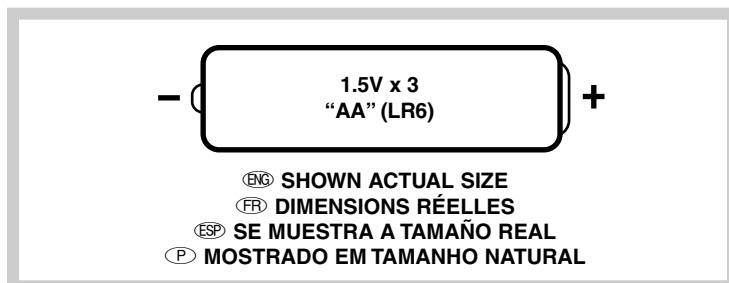 1.5V x 3
– “AA” (LR6) +
ENG SHOWN ACTUAL SIZE
FR DIMENSIONS RÉELLES
ESP SE MUESTRA A TAMAÑO REAL
P MOSTRADO EM TAMANHO NATURAL